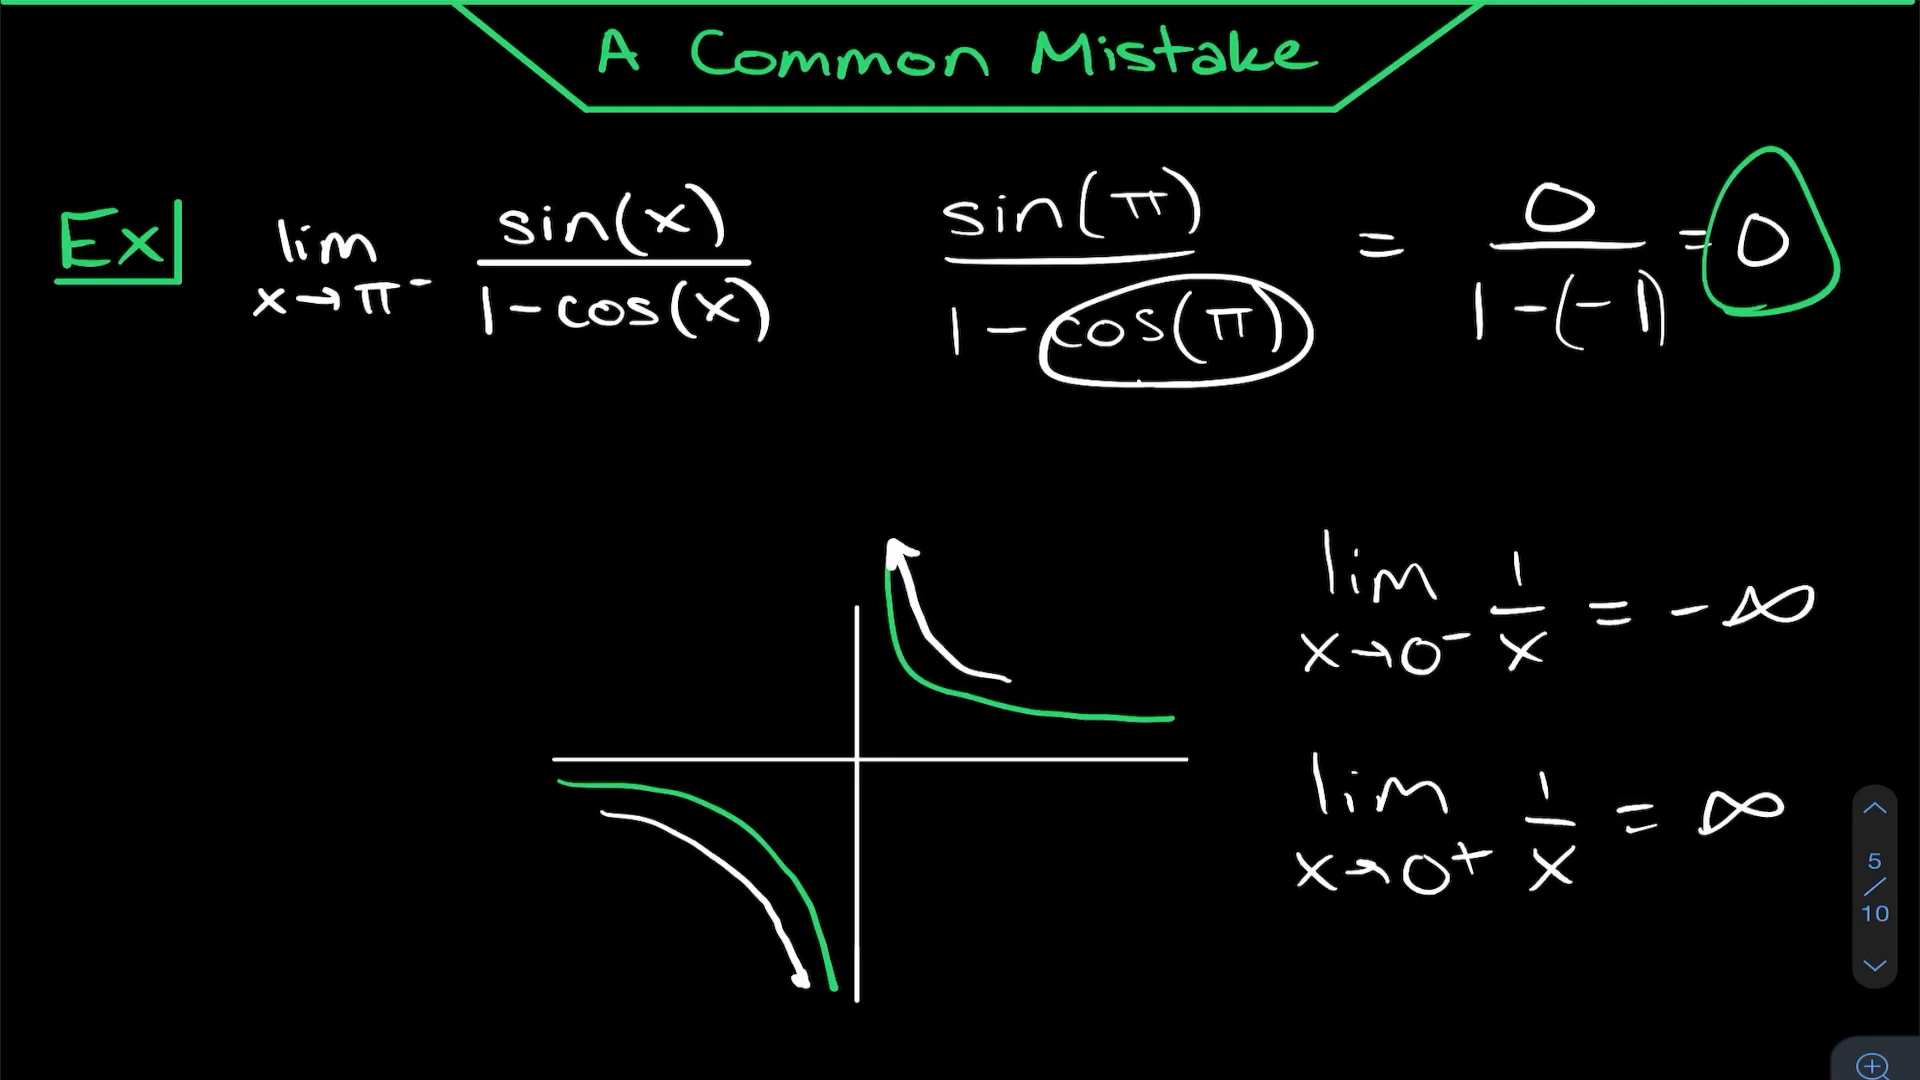 A Common Mistake
Ex lim x→π⁻ sin(x) / 1-cos(x) sin(π) / 1-cos(π) = 0 / 1-(-1) = 0
lim x→0⁻ 1/x = -∞
lim x→0⁺ 1/x = ∞
5
/
10